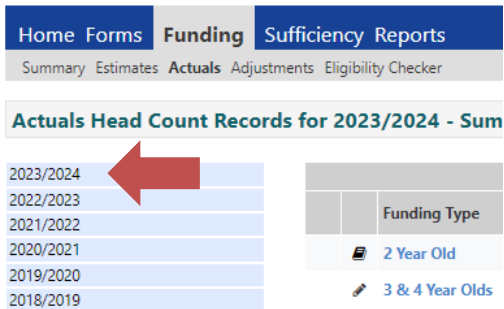 Home Forms Funding Sufficiency Reports
Summary Estimates Actuals Adjustments Eligibility Checker
Actuals Head Count Records for 2023/2024 - Sum
2023/2024
2022/2023
2021/2022
2020/2021
2019/2020
2018/2019
Funding Type
2 Year Old
3 & 4 Year Olds